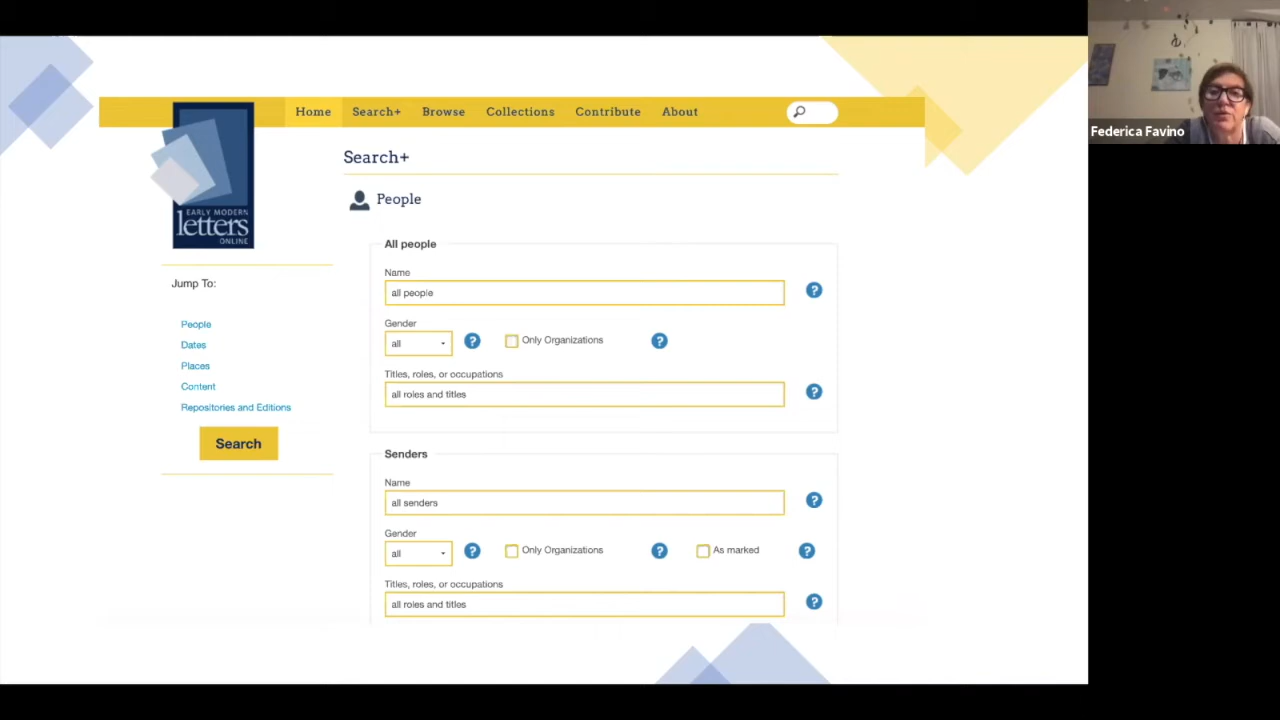 Home Search+ Browse Collections Contribute About
EARLY MODERN
letters
ONLINE
Jump To:
People
Dates
Places
Content
Repositories and Editions
Search
Search+
People
All people
Name
all people
?
Gender
all
? Only Organizations ?
Titles, roles, or occupations
all roles and titles
?
Senders
Name
all senders
?
Gender
all
? Only Organizations ? As marked ?
Titles, roles, or occupations
all roles and titles
?
Federica Favino